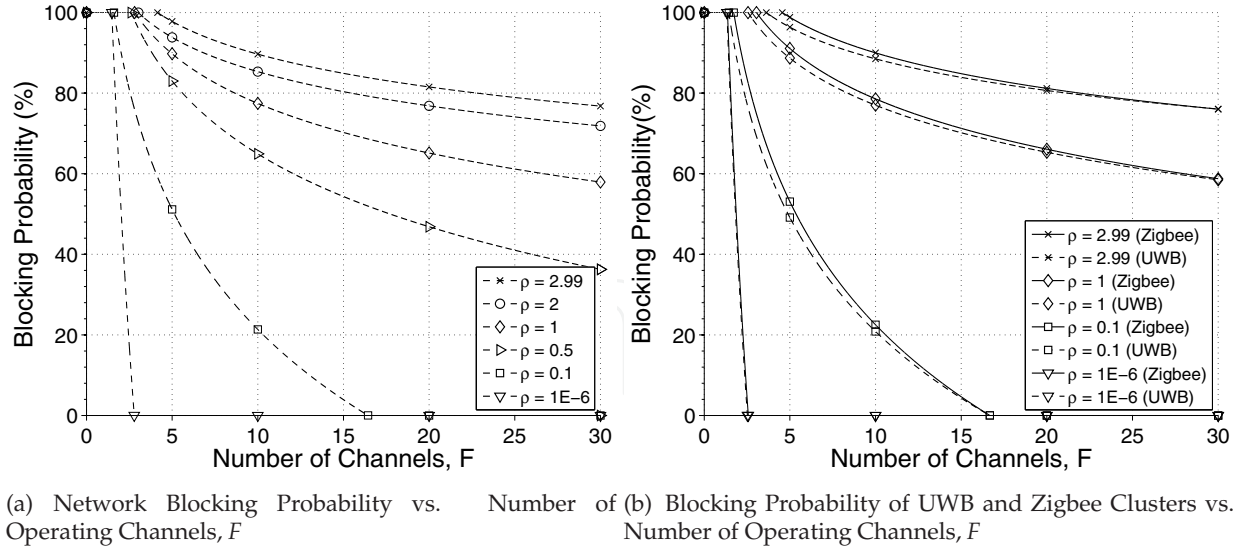 100
80
60
40
20
0
Blocking Probability (%)
0 5 10 15 20 25 30
Number of Channels, F
ρ = 2.99
ρ = 2
ρ = 1
ρ = 0.5
ρ = 0.1
ρ = 1E-6
100
80
60
40
20
0
Blocking Probability(%)
0 5 10 15 20 25 30
Number of Channels, F
ρ = 2.99 (Zigbee)
ρ = 2.99 (UWB)
ρ = 1 (Zigbee)
ρ = 1 (UWB)
ρ = 0.1 (Zigbee)
ρ = 0.1 (UWB)
ρ = 1E-6 (Zigbee)
ρ = 1E-6 (UWB)
(a) Network Blocking Probability vs. Number of
Operating Channels, F
(b) Blocking Probability of UWB and Zigbee Clusters vs.
Number of Operating Channels, F